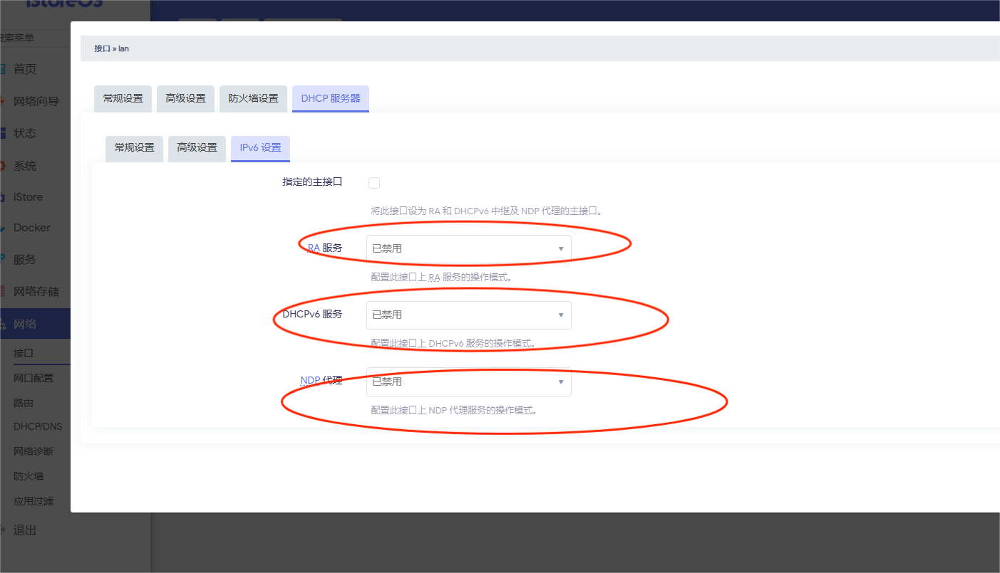 iStoreOS
搜索菜单
接口 » lan
首页
常规设置 高级设置 防火墙设置 DHCP 服务器
网络向导
状态
常规设置 高级设置 IPv6 设置
系统
指定的主接口
iStore
将此接口设为 RA 和 DHCPv6 中继及 NDP 代理的主接口。
Docker
RA 服务 已禁用
服务
配置此接口上 RA 服务的操作模式。
网络存储
DHCPv6 服务 已禁用
网络
配置此接口上 DHCPv6 服务的操作模式。
接口
网口配置
NDP 代理 已禁用
路由
配置此接口上 NDP 代理服务的操作模式。
DHCP/DNS
网络诊断
防火墙
应用过滤
退出